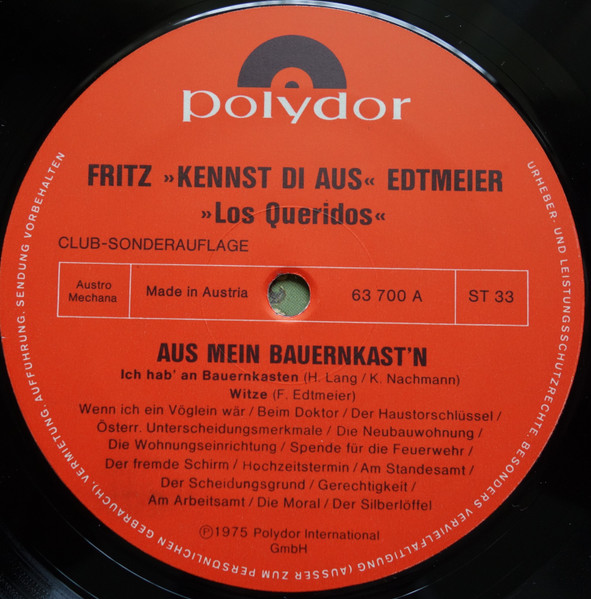 polydor
FRITZ »KENNST DI AUS« EDTMEIER
»Los Queridos«
CLUB-SONDERAUFLAGE
Austro
Mechana
Made in Austria
63 700 A
ST 33
AUS MEIN BAUERNKAST'N
Ich hab' an Bauernkasten (H. Lang / K. Nachmann)
Witze (F. Edtmeier)
Wenn ich ein Vöglein wär / Beim Doktor / Der Haustorschlüssel /
Österr. Unterscheidungsmerkmale / Die Neubauwohnung /
Die Wohnungseinrichtung / Spende für die Feuerwehr /
Der fremde Schirm / Hochzeitstermin / Am Standesamt /
Der Scheidungsgrund / Gerechtigkeit /
Am Arbeitsamt / Die Moral / Der Silberlöffel
Ⓟ1975 Polydor International
GmbH
URHEBER- UND LEISTUNGSSCHUTZRECHTE, BESONDERS VERVIELFÄLTIGUNG (AUSSER ZUM PERSÖNLICHEN GEBRAUCH), VERMIETUNG, AUFFÜHRUNG, SENDUNG VORBEHALTEN